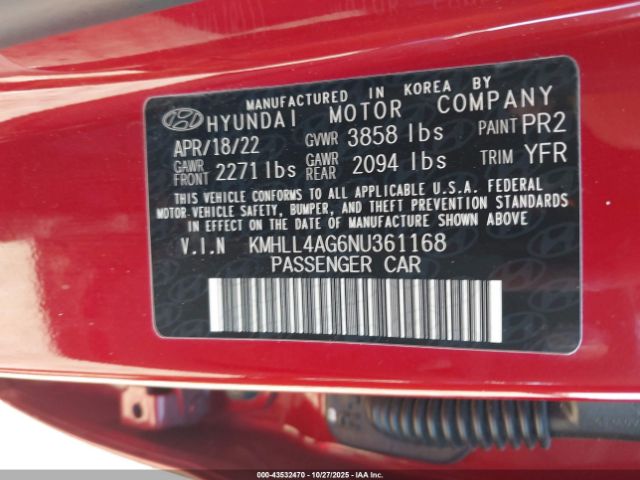 MANUFACTURED IN KOREA BY
HYUNDAI MOTOR COMPANY
APR/18/22 GVWR 3858 lbs PAINT PR2
GAWR FRONT 2271 lbs GAWR REAR 2094 lbs TRIM YFR
THIS VEHICLE CONFORMS TO ALL APPLICABLE U.S.A. FEDERAL
MOTOR VEHICLE SAFETY, BUMPER, AND THEFT PREVENTION STANDARDS
IN EFFECT ON THE DATE OF MANUFACTURE SHOWN ABOVE
V.I.N KMHLL4AG6NU361168
PASSENGER CAR
000-43532470 - 10/27/2025 - IAAI.COM